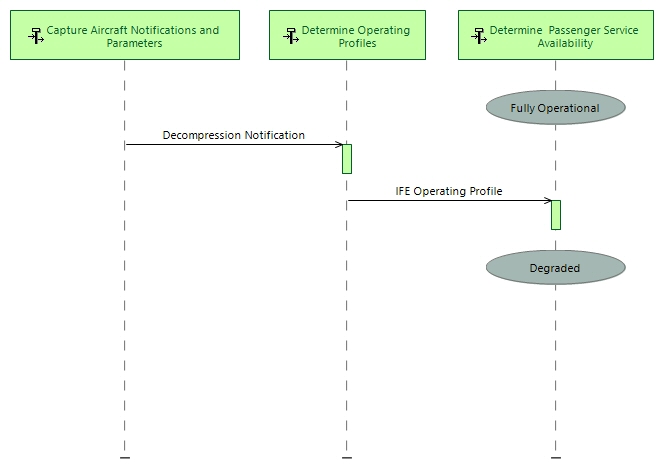 Capture Aircraft Notifications and
Parameters
Determine Operating
Profiles
Determine  Passenger Service
Availability
Fully Operational
Decompression Notification
IFE Operating Profile
Degraded